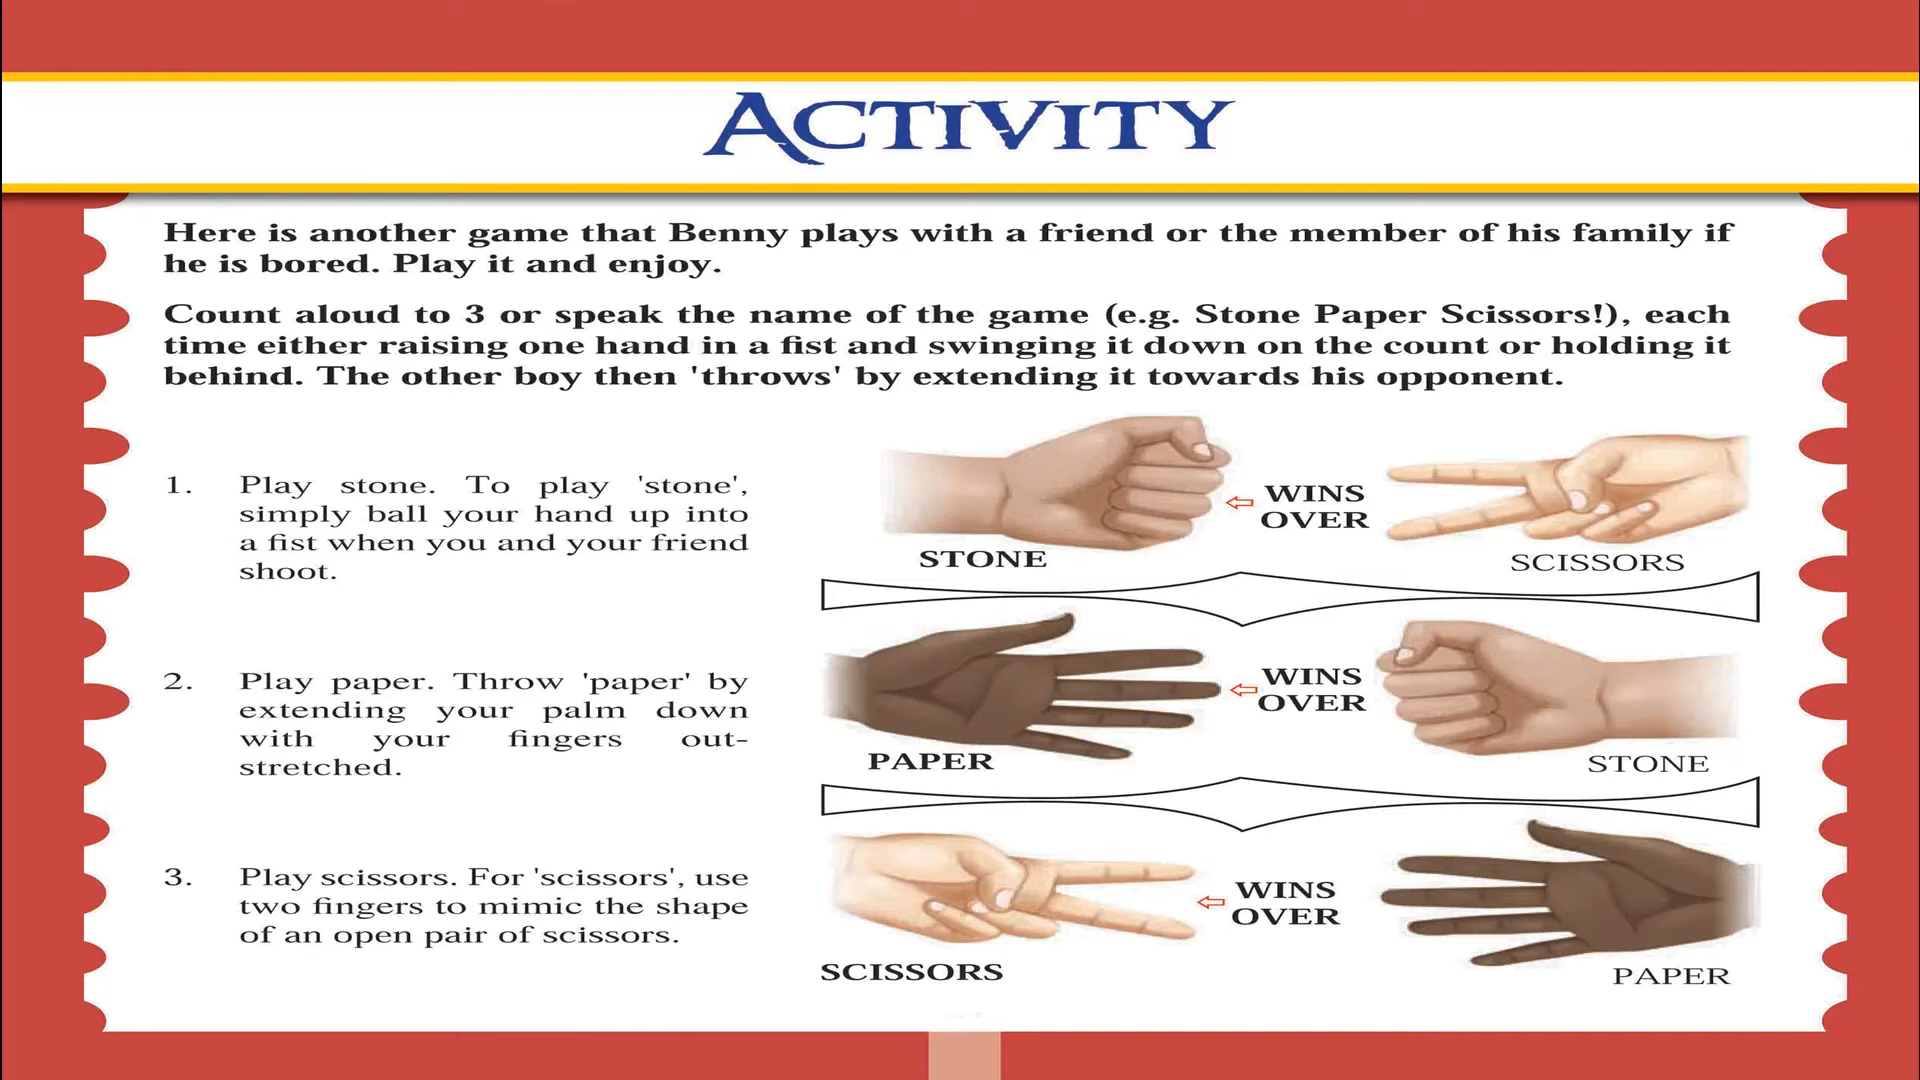 ACTIVITY
Here is another game that Benny plays with a friend or the member of his family if
he is bored. Play it and enjoy.
Count aloud to 3 or speak the name of the game (e.g. Stone Paper Scissors!), each
time either raising one hand in a fist and swinging it down on the count or holding it
behind. The other boy then 'throws' by extending it towards his opponent.
1. Play stone. To play 'stone',
simply ball your hand up into
a fist when you and your friend
shoot.
WINS
OVER
STONE
SCISSORS
2. Play paper. Throw 'paper' by
extending your palm down
with your fingers out-
stretched.
WINS
OVER
PAPER
STONE
3. Play scissors. For 'scissors', use
two fingers to mimic the shape
of an open pair of scissors.
WINS
OVER
SCISSORS
PAPER